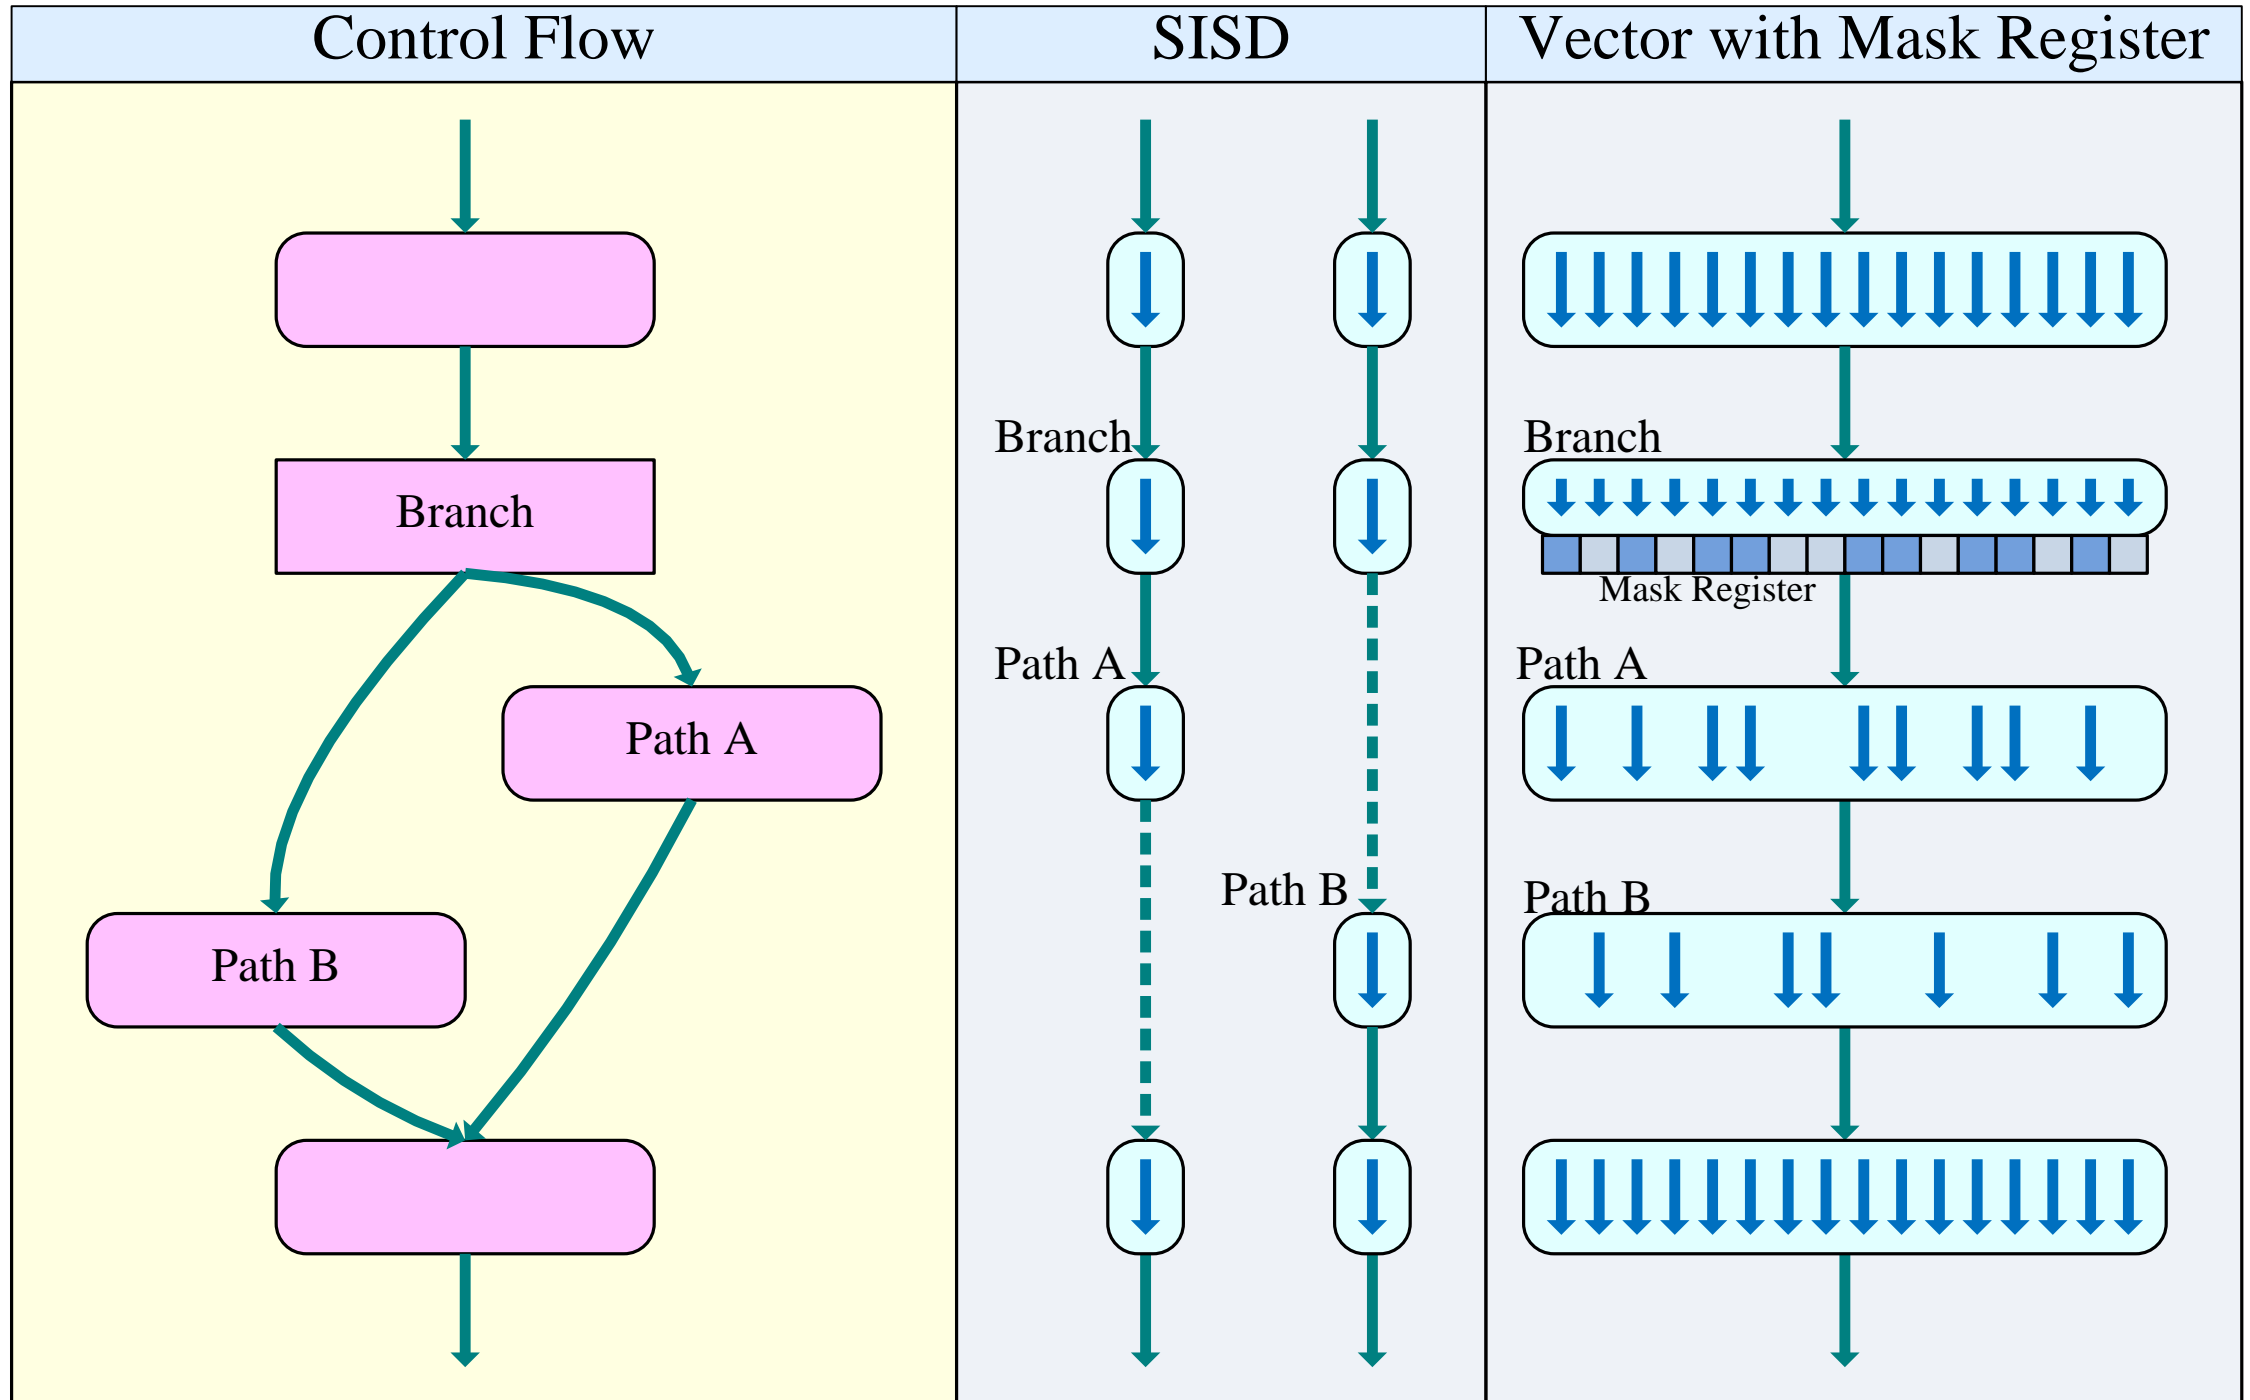 Control Flow
SISD
Vector with Mask Register
Branch
Path A
Path B
Branch
Path A
Path B
Branch
Mask Register
Path A
Path B